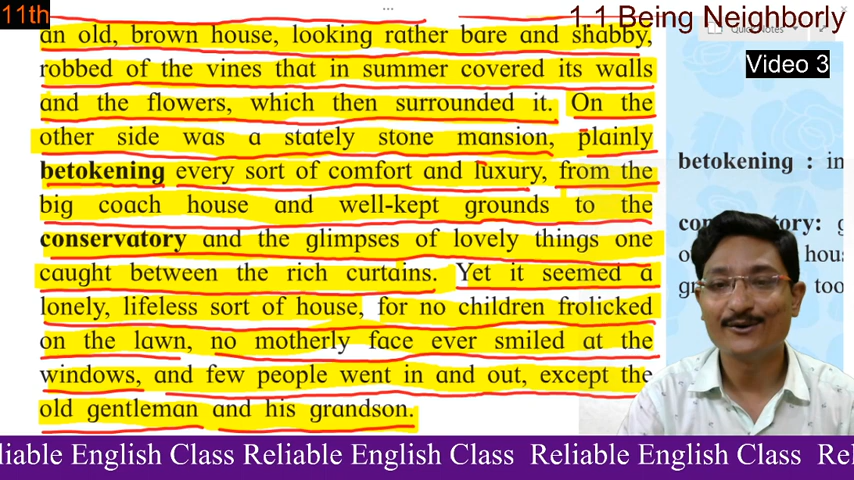 11th
1.1 Being Neighborly
Video 3
an old, brown house, looking rather bare and shabby,
robbed of the vines that in summer covered its walls
and the flowers, which then surrounded it. On the
other side was a stately stone mansion, plainly
betokening every sort of comfort and luxury, from the
big coach house and well-kept grounds to the
conservatory and the glimpses of lovely things one
caught between the rich curtains. Yet it seemed a
lonely, lifeless sort of house, for no children frolicked
on the lawn, no motherly face ever smiled at the
windows, and few people went in and out, except the
old gentleman and his grandson.
betokening : in
liable English Class Reliable English Class Reliable English Class Rel